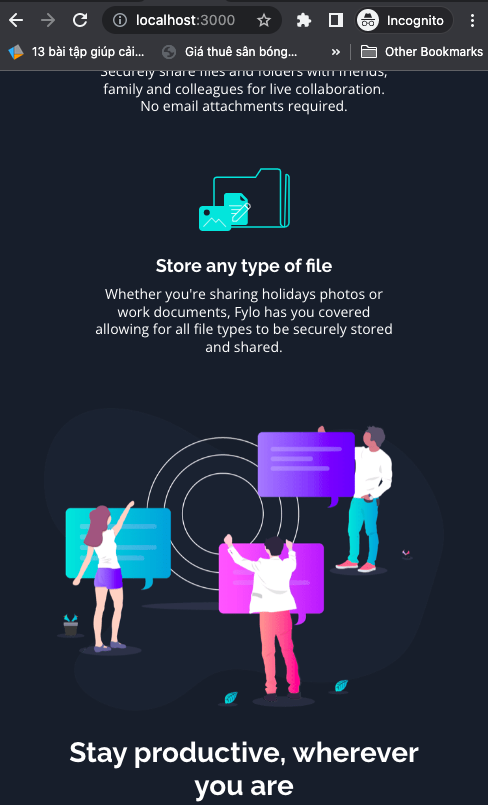 localhost:3000
Incognito
13 bài tập giúp cải...
Giá thuê sân bóng...
»
Other Bookmarks
Securely share files and folders with friends,
family and colleagues for live collaboration.
No email attachments required.
Store any type of file
Whether you're sharing holidays photos or
work documents, Fylo has you covered
allowing for all file types to be securely stored
and shared.
Stay productive, wherever
you are